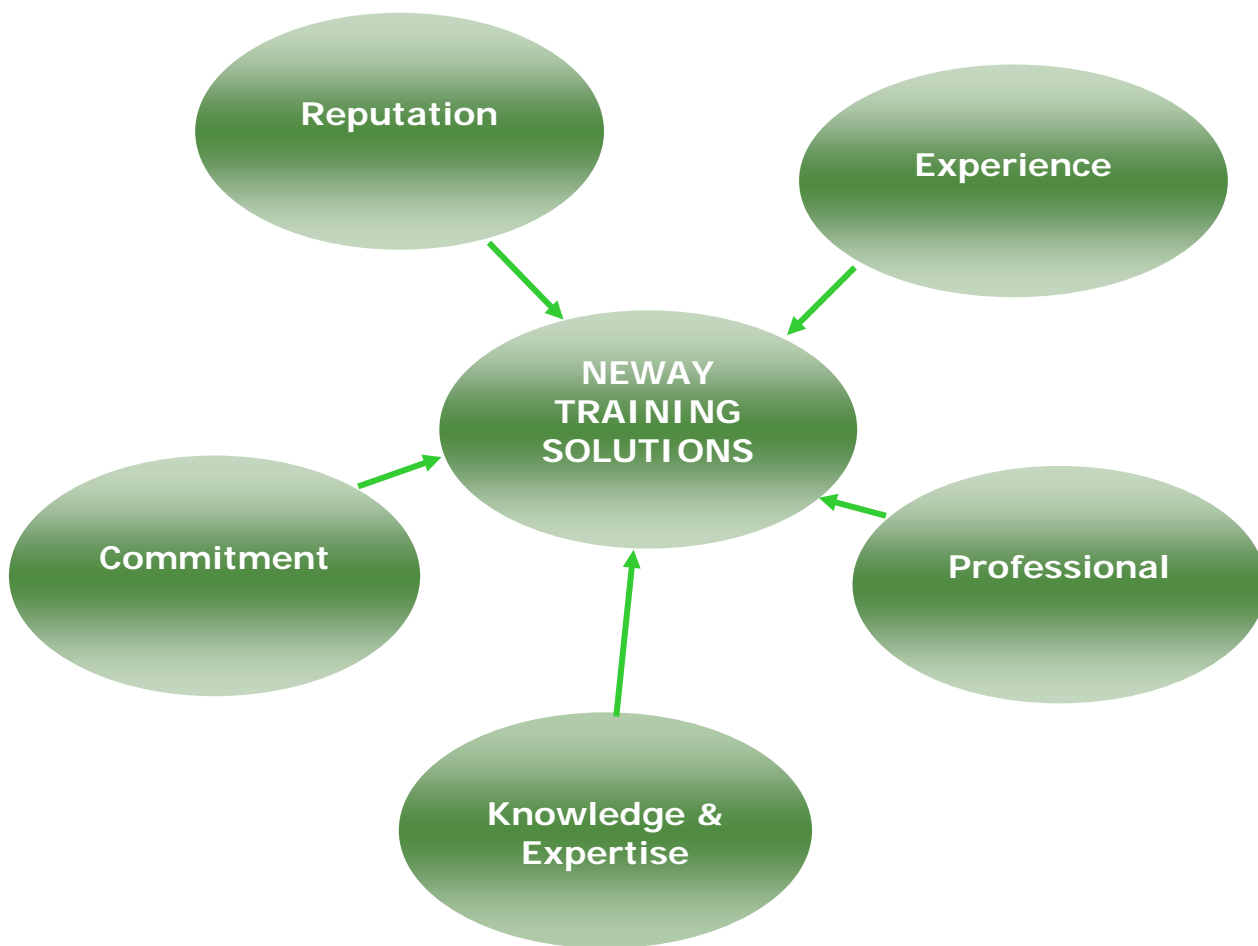 Reputation
Experience
NEWAY
TRAINING
SOLUTIONS
Commitment
Professional
Knowledge &
Expertise